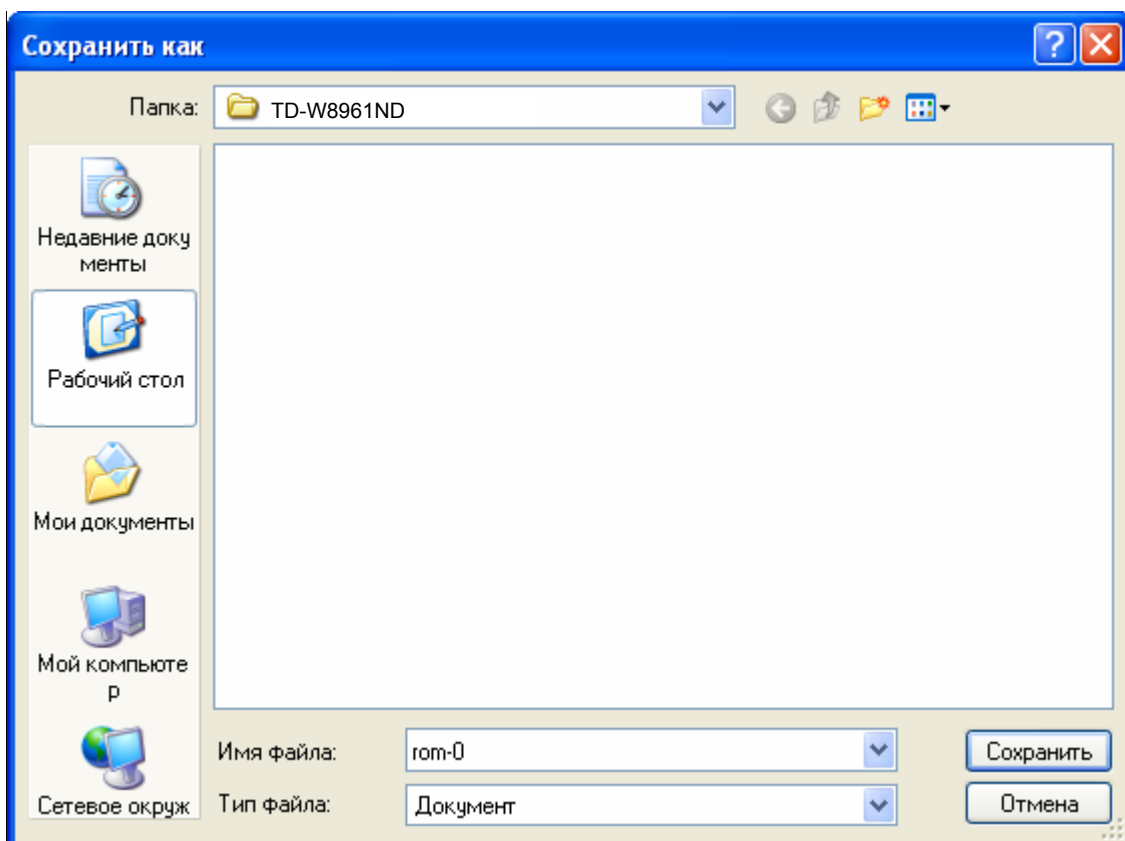 Сохранить как
Папка:
TD-W8961ND
Недавние доку
менты
Рабочий стол
Мои документы
Мой компьюте
р
Сетевое окруж
Имя файла:
rom-0
Сохранить
Тип файла:
Документ
Отмена